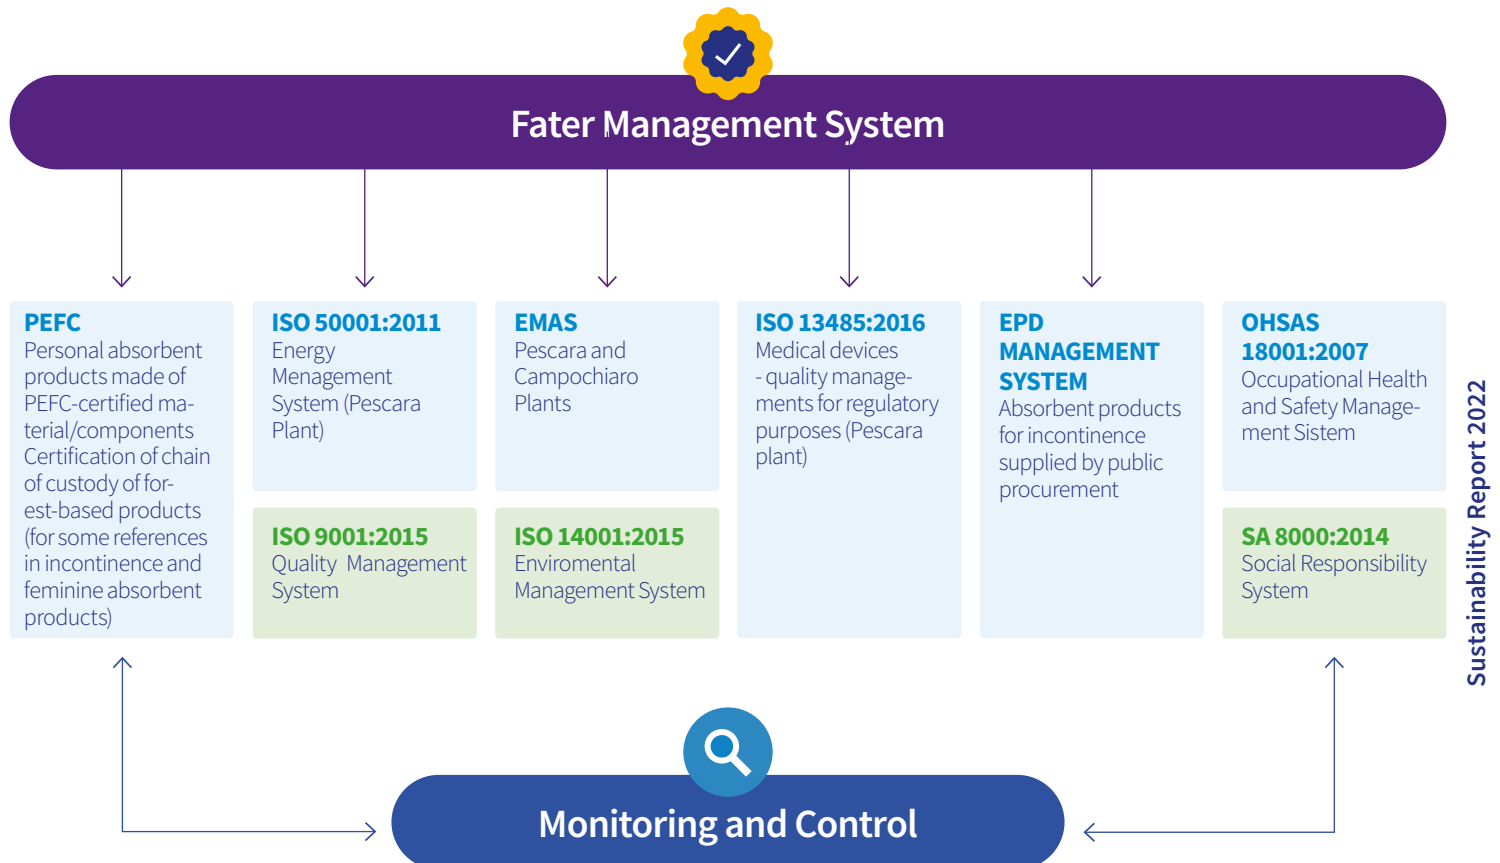 Fater Management System
PEFC
Personal absorbent
products made of
PEFC-certified ma-
terial/components
Certification of chain
of custody of for-
est-based products
(for some references
in incontinence and
feminine absorbent
products)
ISO 50001:2011
Energy
Menagement
System (Pescara
Plant)
ISO 9001:2015
Quality Management
System
EMAS
Pescara and
Campochiaro
Plants
ISO 14001:2015
Enviromental
Management System
ISO 13485:2016
Medical devices
- quality manage-
ments for regulatory
purposes (Pescara
plant)
EPD
MANAGEMENT
SYSTEM
Absorbent products
for incontinence
supplied by public
procurement
OHSAS
18001:2007
Occupational Health
and Safety Manage-
ment Sistem
SA 8000:2014
Social Responsibility
System
Sustainability Report 2022
Monitoring and Control